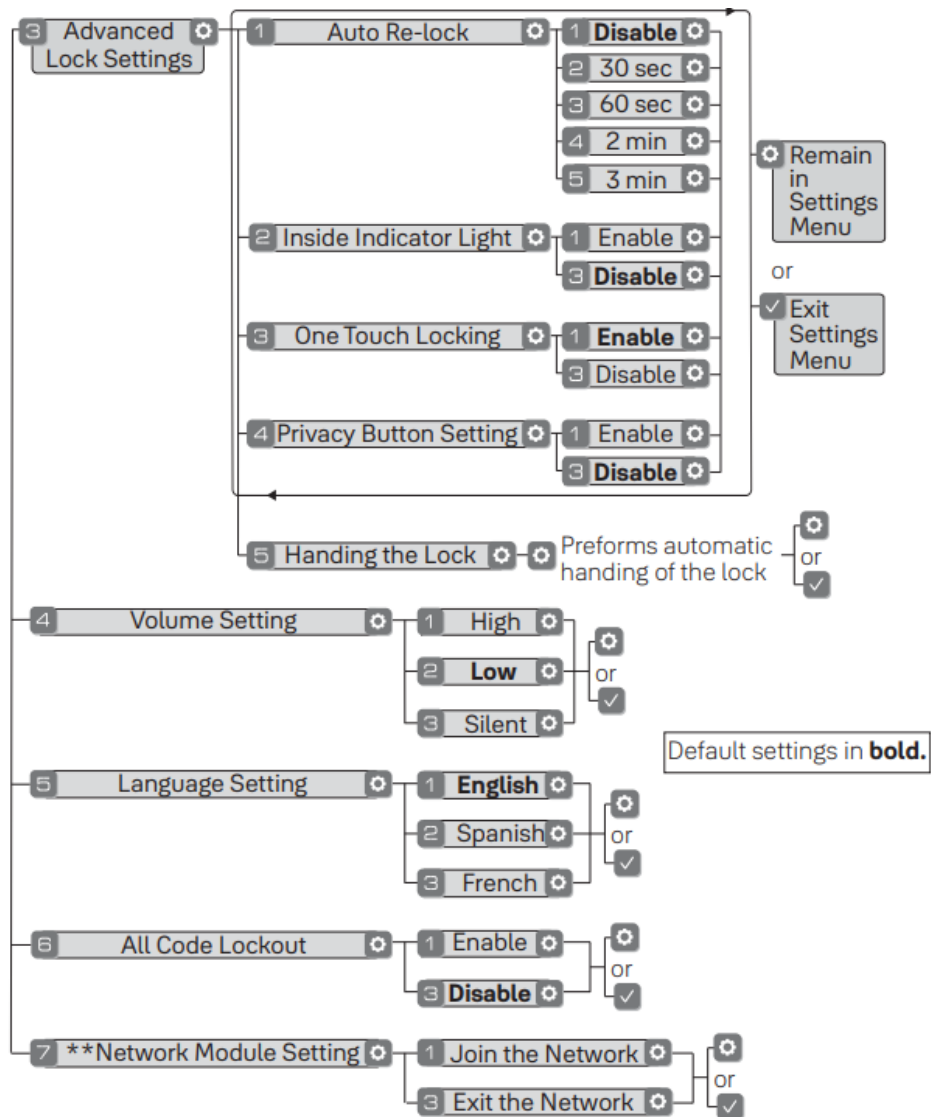 3 Advanced
Lock Settings
1 Auto Re-lock
1 Disable
2 30 sec
3 60 sec
4 2 min
5 3 min
2 Inside Indicator Light
1 Enable
3 Disable
3 One Touch Locking
1 Enable
3 Disable
4 Privacy Button Setting
1 Enable
3 Disable
Remain
in
Settings
Menu
or
Exit
Settings
Menu
5 Handing the Lock
Preforms automatic
handing of the lock
or
4 Volume Setting
1 High
2 Low
3 Silent
or
Default settings in bold.
5 Language Setting
1 English
2 Spanish
3 French
or
6 All Code Lockout
1 Enable
3 Disable
or
7 **Network Module Setting
1 Join the Network
3 Exit the Network
or